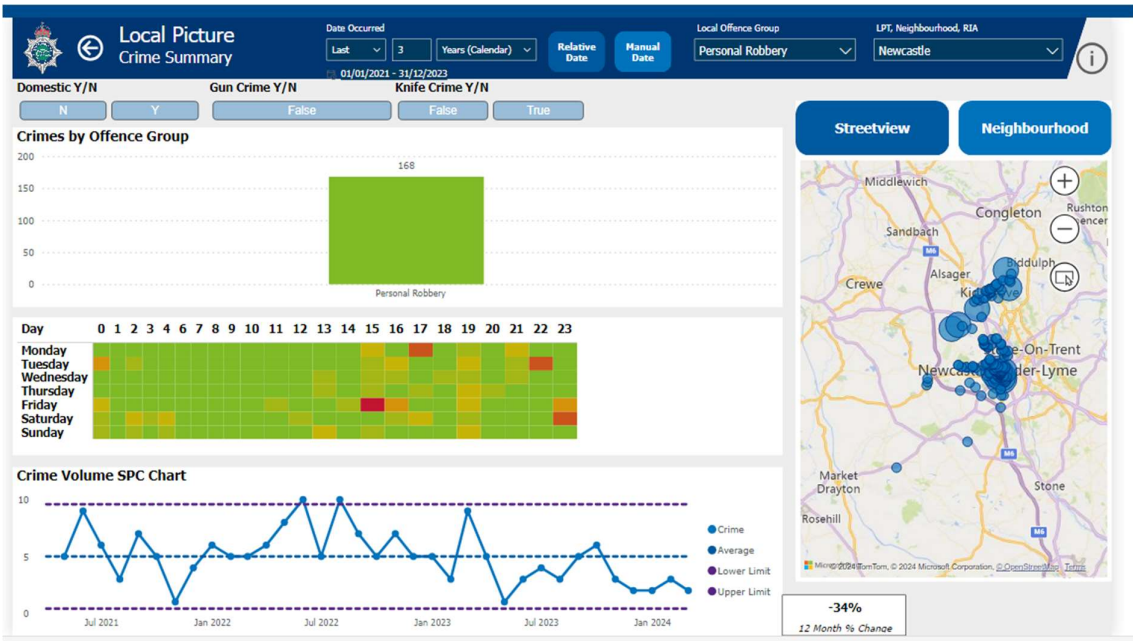 Local Picture
Crime Summary
Date Occurred
Last 3 Years (Calendar)
01/01/2021 - 31/12/2023
Relative Date
Manual Date
Local Offence Group
Personal Robbery
LPT, Neighbourhood, RIA
Newcastle
i
Domestic Y/N Gun Crime Y/N Knife Crime Y/N
N Y False False True
Crimes by Offence Group
200
168
150
100
50
0
Personal Robbery
Day 0 1 2 3 4 6 7 8 9 10 11 12 13 14 15 16 17 18 19 20 21 22 23
Monday
Tuesday
Wednesday
Thursday
Friday
Saturday
Sunday
Crime Volume SPC Chart
10
5
0
Jul 2021 Jan 2022 Jul 2022 Jan 2023 Jul 2023 Jan 2024
Crime
Average
Lower Limit
Upper Limit
Streetview Neighbourhood
Middlewich
Congleton
Rushton
Spencer
Sandbach
M6
Biddulph
Alsager
Crewe
-On-Trent
der-Lyme
M6
Market
Drayton
Stone
Rosehill
M6
TomTom, © 2024 Microsoft Corporation, © OpenStreetMap Terms
-34%
12 Month % Change